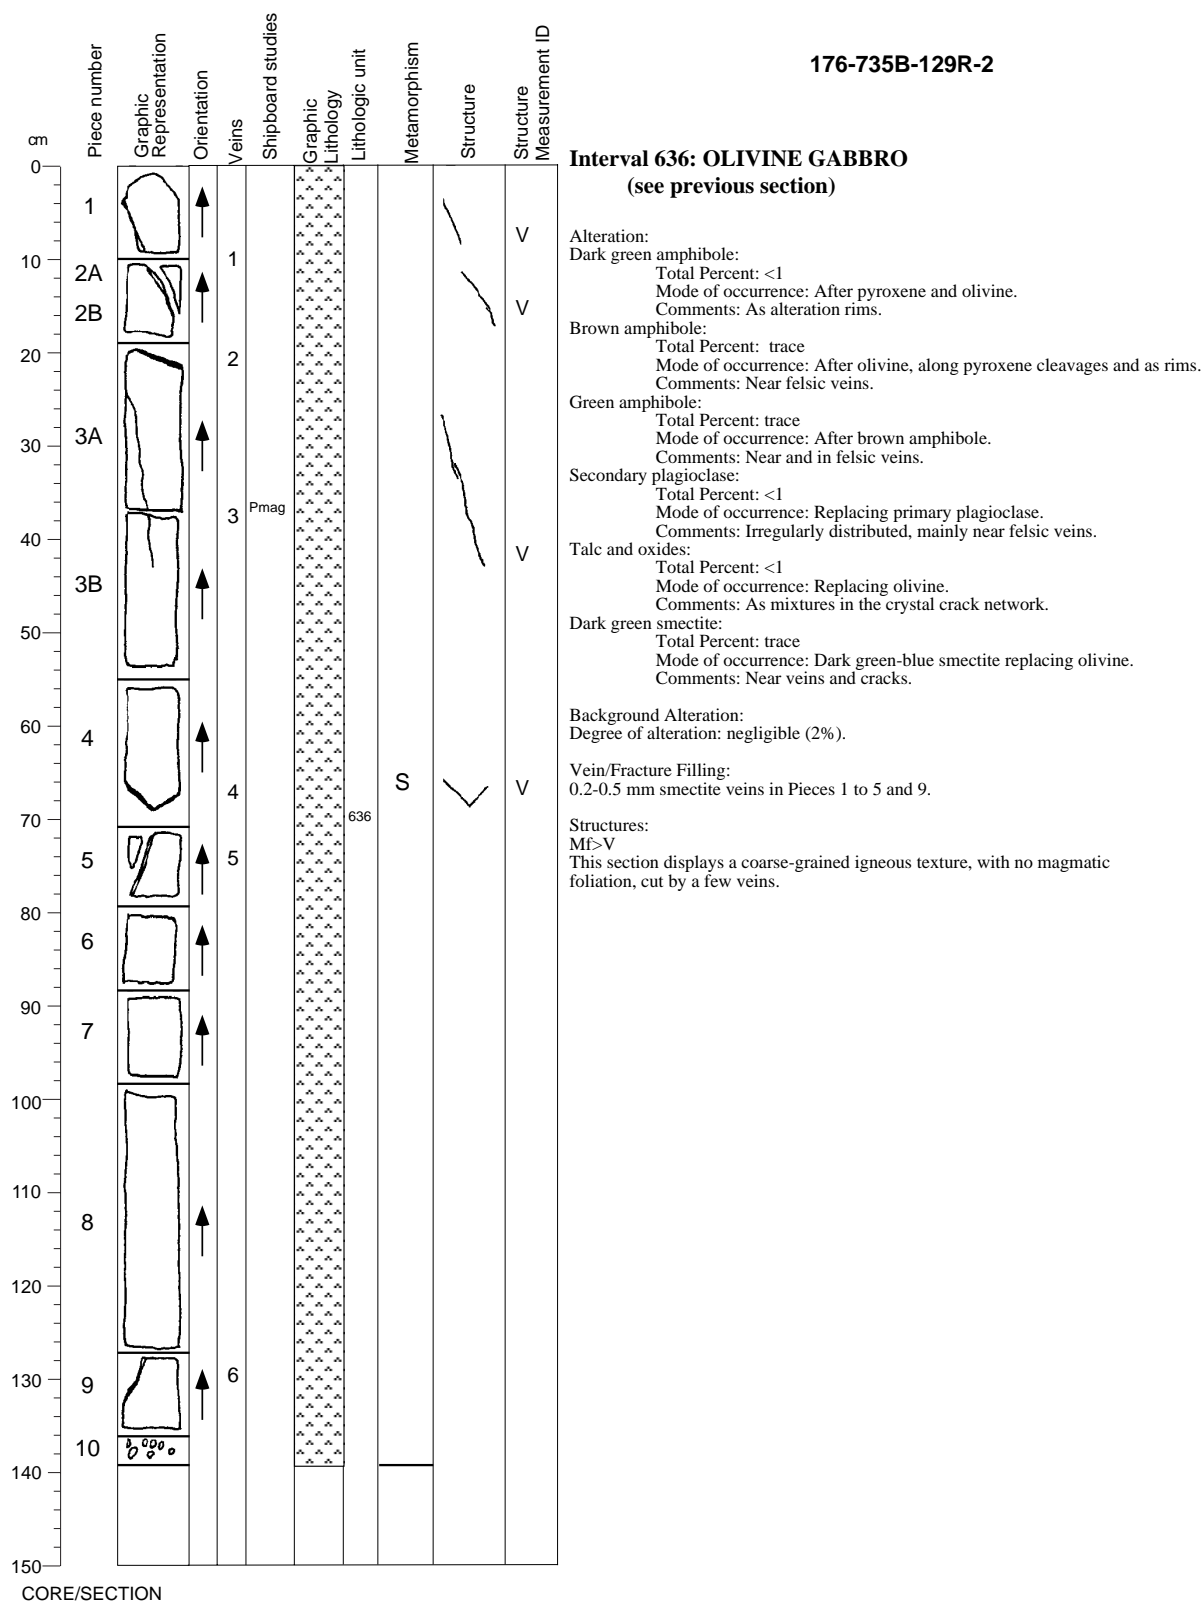 176-735B-129R-2
cm
Piece number
Graphic
Representation
Orientation
Veins
Shipboard studies
Graphic
Lithology
Lithologic unit
Metamorphism
Structure
Structure
Measurement ID
0
10
20
30
40
50
60
70
80
90
100
110
120
130
140
150
1
2A
2B
3A
3B
4
5
6
7
8
9
10
1
2
3
4
5
6
Pmag
636
S
V
V
V
V
Interval 636: OLIVINE GABBRO
(see previous section)
Alteration:
Dark green amphibole:
Total Percent: <1
Mode of occurrence: After pyroxene and olivine.
Comments: As alteration rims.
Brown amphibole:
Total Percent: trace
Mode of occurrence: After olivine, along pyroxene cleavages and as rims.
Comments: Near felsic veins.
Green amphibole:
Total Percent: trace
Mode of occurrence: After brown amphibole.
Comments: Near and in felsic veins.
Secondary plagioclase:
Total Percent: <1
Mode of occurrence: Replacing primary plagioclase.
Comments: Irregularly distributed, mainly near felsic veins.
Talc and oxides:
Total Percent: <1
Mode of occurrence: Replacing olivine.
Comments: As mixtures in the crystal crack network.
Dark green smectite:
Total Percent: trace
Mode of occurrence: Dark green-blue smectite replacing olivine.
Comments: Near veins and cracks.
Background Alteration:
Degree of alteration: negligible (2%).
Vein/Fracture Filling:
0.2-0.5 mm smectite veins in Pieces 1 to 5 and 9.
Structures:
Mf>V
This section displays a coarse-grained igneous texture, with no magmatic
foliation, cut by a few veins.
CORE/SECTION